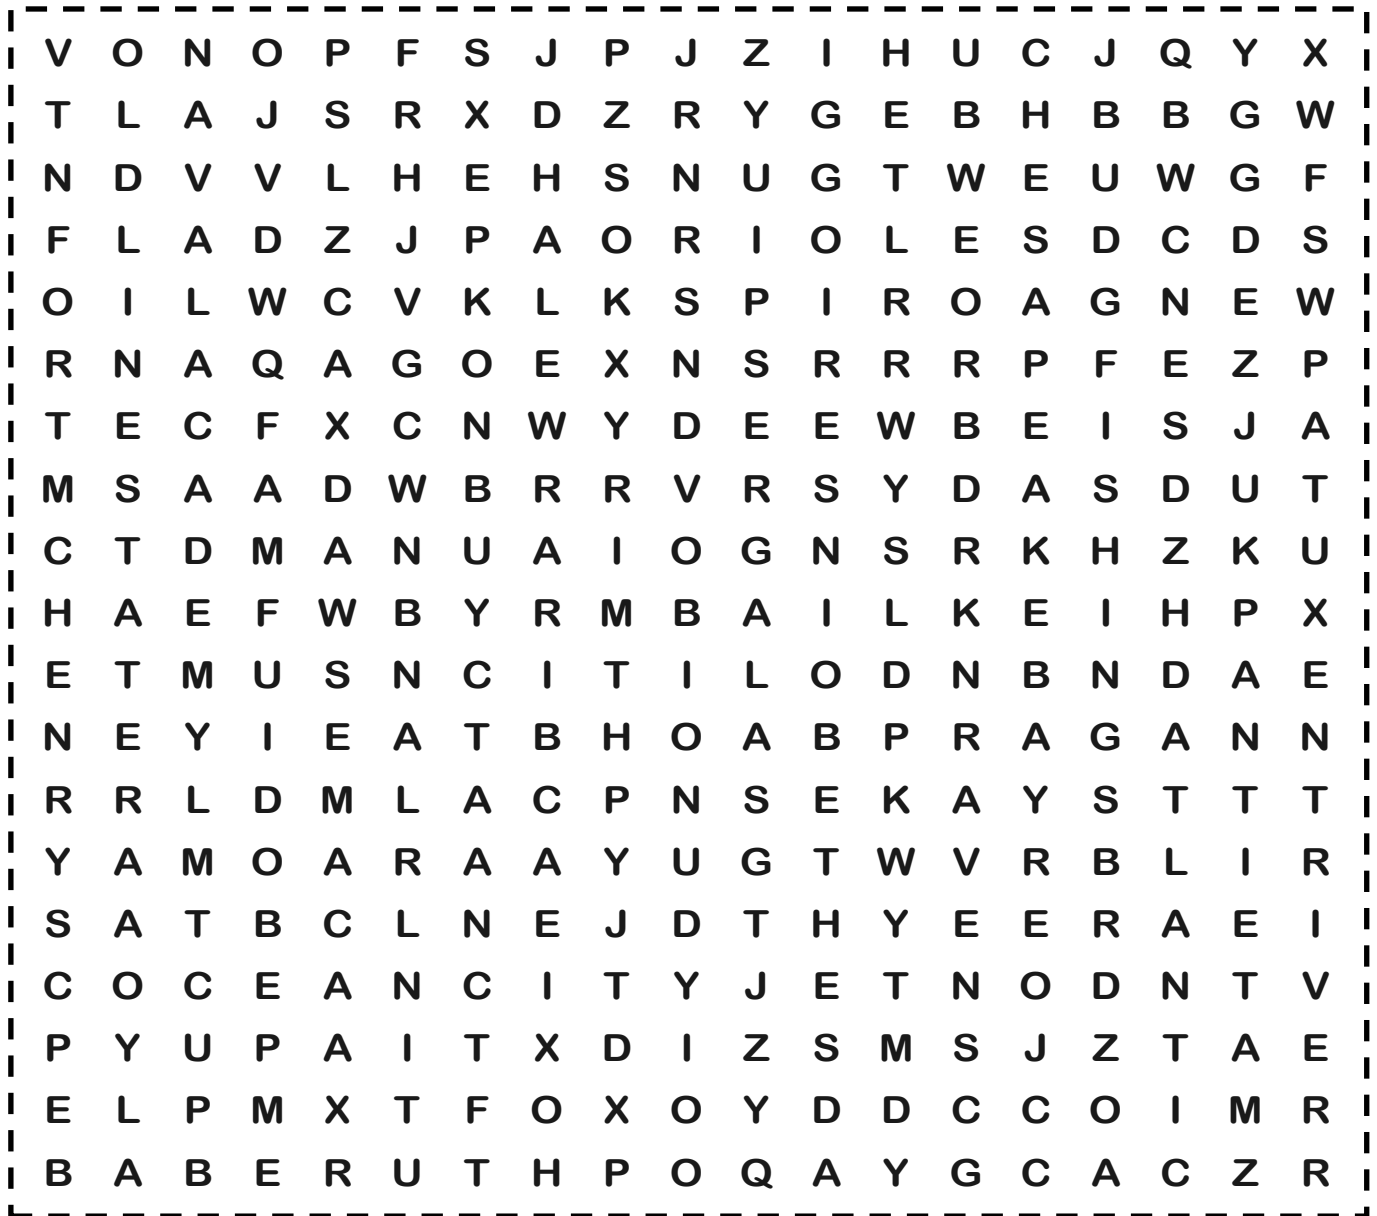 V O N O P F S J P J Z I H U C J Q Y X
T L A J S R X D Z R Y G E B H B B G W
N D V V L H E H S N U G T W E U W G F
F L A D Z J P A O R I O L E S D C D S
O I L W C V K L K S P I R O A G N E W
R N A Q A G O E X N S R R R P F E Z P
T E C F X C N W Y D E E W B E I S J A
M S A A D W B R R V R S Y D A S D U T
C T D M A N U A I O G N S R K H Z K U
H A E F W B Y R M B A I L K E I H P X
E T M U S N C I T I L O D N B N D A E
N E Y I E A T B H O A B P R A G A N N
R R L D M L A C P N S E K A Y S T T T
Y A M O A R A A Y U G T W V R B L I R
S A T B C L N E J D T H Y E E R A E I
C O C E A N C I T Y J E T N O D N T V
P Y U P A I T X D I Z S M S J Z T A E
E L P M X T F O X O Y D D C C O I M R
B A B E R U T H P O Q A Y G C A C Z R